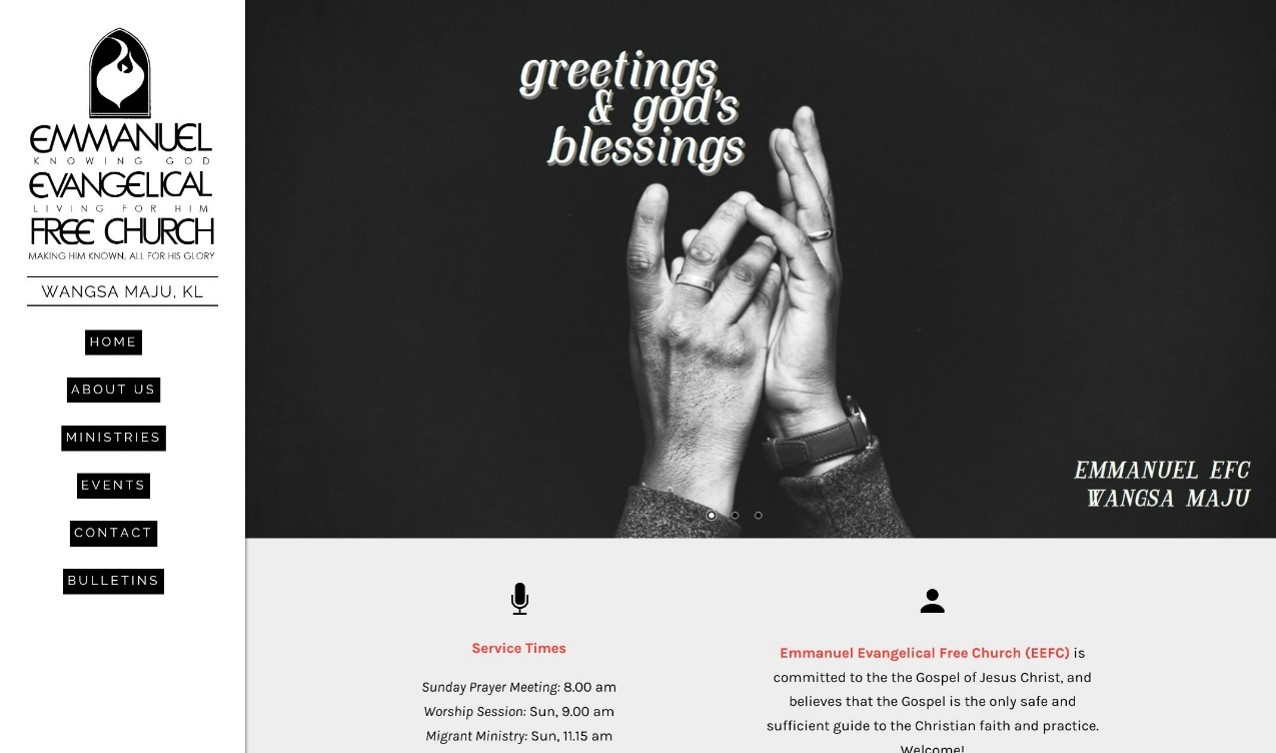 EMMANUEL
KNOWING GOD
EVANGELICAL
LIVING FOR HIM
FREE CHURCH
MAKING HIM KNOWN, ALL FOR HIS GLORY
WANGSA MAJU, KL
HOME
ABOUT US
MINISTRIES
EVENTS
CONTACT
BULLETINS
greetings
& god's
blessings
EMMANUEL EFC
WANGSA MAJU
Service Times
Sunday Prayer Meeting: 8.00 am
Worship Session: Sun, 9.00 am
Migrant Ministry: Sun, 11.15 am
Emmanuel Evangelical Free Church (EEFC) is
committed to the the Gospel of Jesus Christ, and
believes that the Gospel is the only safe and
sufficient guide to the Christian faith and practice.
Welcome!